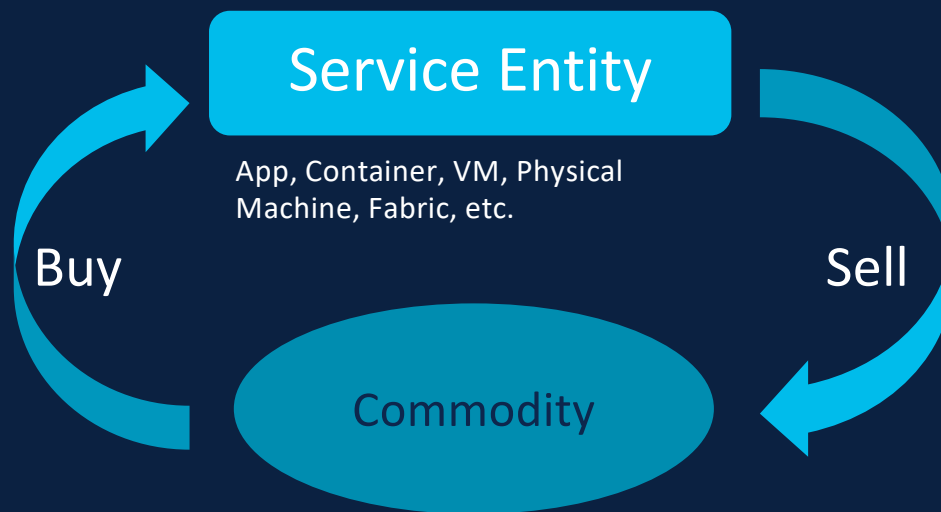 Service Entity
App, Container, VM, Physical
Machine, Fabric, etc.
Buy
Sell
Commodity